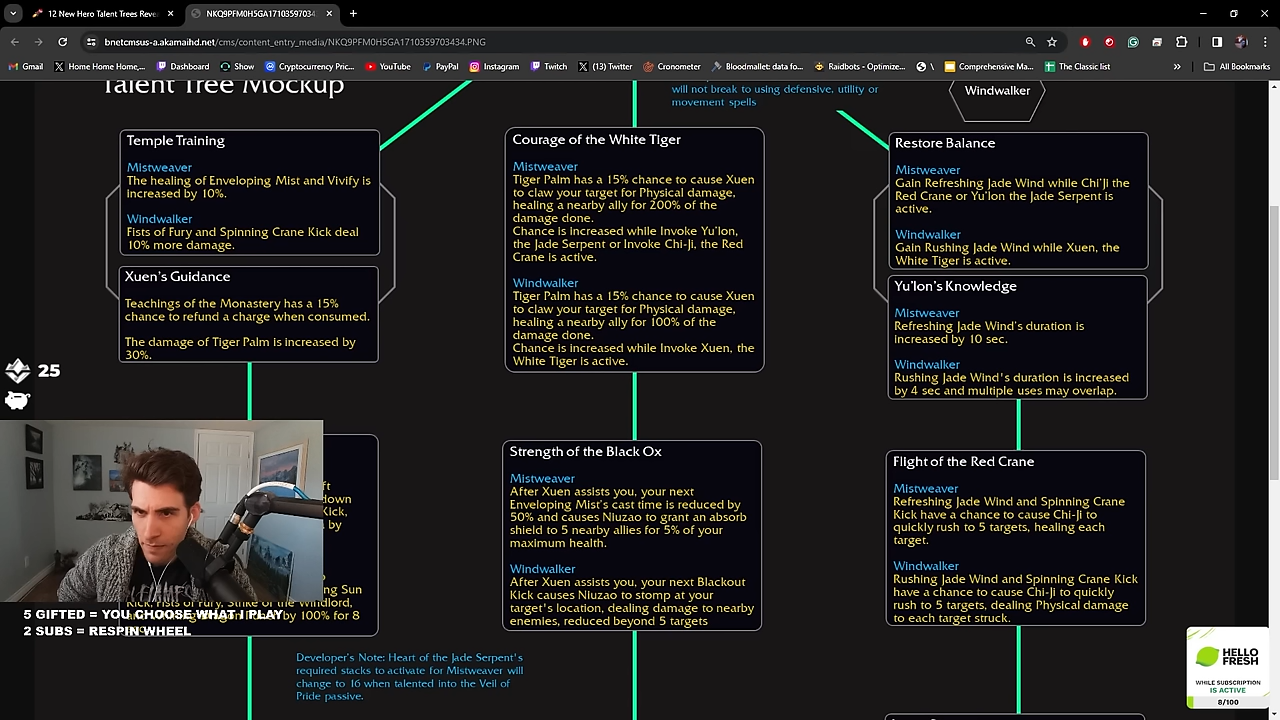 12 New Hero Talent Trees Reve
NKQ9PFM0H5GA1710359703434.
bnetcmsus-a.akamaihd.net/cms/content_entry_media/NKQ9PFM0H5GA1710359703434.PNG
Gmail
Home Home Home,...
Dashboard
Show
Cryptocurrency Pric...
YouTube
PayPal
Instagram
Twitch
(13) Twitter
Cronometer
Bloodmallet: data fo...
Raidbots - Optimize...
Comprehensive Ma...
The Classic list
All Bookmarks
Talent Tree Mockup
will not break to using defensive, utility or
movement spells
Windwalker
Temple Training
Mistweaver
The healing of Enveloping Mist and Vivify is
increased by 10%.
Windwalker
Fists of Fury and Spinning Crane Kick deal
10% more damage.
Xuen's Guidance
Teachings of the Monastery has a 15%
chance to refund a charge when consumed.
The damage of Tiger Palm is increased by
30%.
Courage of the White Tiger
Mistweaver
Tiger Palm has a 15% chance to cause Xuen
to claw your target for Physical damage,
healing a nearby ally for 200% of the
damage done.
Chance is increased while Invoke Yu'lon,
the Jade Serpent or Invoke Chi-Ji, the Red
Crane is active.
Windwalker
Tiger Palm has a 15% chance to cause Xuen
to claw your target for Physical damage,
healing a nearby ally for 100% of the
damage done.
Chance is increased while Invoke Xuen, the
White Tiger is active.
Restore Balance
Mistweaver
Gain Refreshing Jade Wind while Chi'Ji the
Red Crane or Yu'lon the Jade Serpent is
active.
Windwalker
Gain Rushing Jade Wind while Xuen, the
White Tiger is active.
Yu'lon's Knowledge
Mistweaver
Refreshing Jade Wind's duration is
increased by 10 sec.
Windwalker
Rushing Jade Wind's duration is increased
by 4 sec and multiple uses may overlap.
25
Strength of the Black Ox
Mistweaver
After Xuen assists you, your next
Enveloping Mist's cast time is reduced by
50% and causes Niuzao to grant an absorb
shield to 5 nearby allies for 5% of your
maximum health.
Windwalker
After Xuen assists you, your next Blackout
Kick causes Niuzao to stomp at your
target's location, dealing damage to nearby
enemies, reduced beyond 5 targets
Flight of the Red Crane
Mistweaver
Refreshing Jade Wind and Spinning Crane
Kick have a chance to cause Chi-Ji to
quickly rush to 5 targets, healing each
target.
Windwalker
Rushing Jade Wind and Spinning Crane Kick
have a chance to cause Chi-Ji to quickly
rush to 5 targets, dealing Physical damage
to each target struck.
down
Kick,
by
Sun
Kick, Fists of Fury, Strike of the Windlord,
by 100% for 8
5 GIFTED = YOU CHOOSE WHAT I PLAY
2 SUBS = RESPIN WHEEL
Developer's Note: Heart of the Jade Serpent's
required stacks to activate for Mistweaver will
change to 16 when talented into the Veil of
Pride passive.
HELLO
FRESH
WHILE SUBSCRIPTION
IS ACTIVE
8/100